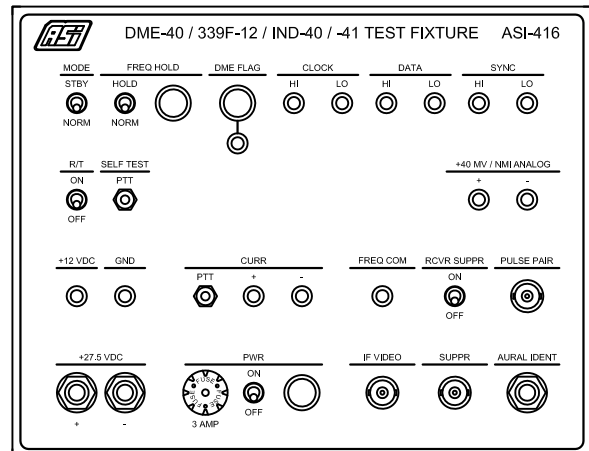 ASi DME-40 / 339F-12 / IND-40 / -41 TEST FIXTURE ASI-416
MODE FREQ HOLD DME FLAG CLOCK DATA SYNC
STBY HOLD HI LO HI LO HI LO
NORM NORM
R/T SELF TEST +40 MV / NMI ANALOG
ON PTT + -
OFF
+12 VDC GND CURR FREQ COM RCVR SUPPR PULSE PAIR
PTT + - ON
OFF
+27.5 VDC PWR IF VIDEO SUPPR AURAL IDENT
ON
FUSE FUSE FUSE FUSE
OFF
+ - 3 AMP